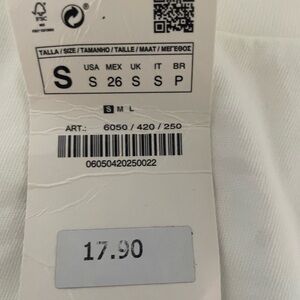 FSC
TALLA / SIZE / TAMANHO / TAILLE / MAAT / ΜΕΓΕΘΟΣ
S
USA MEX UK IT BR
S 26 S S P
S M L
ART.: 6050 / 420 / 250
06050420250022
17.90